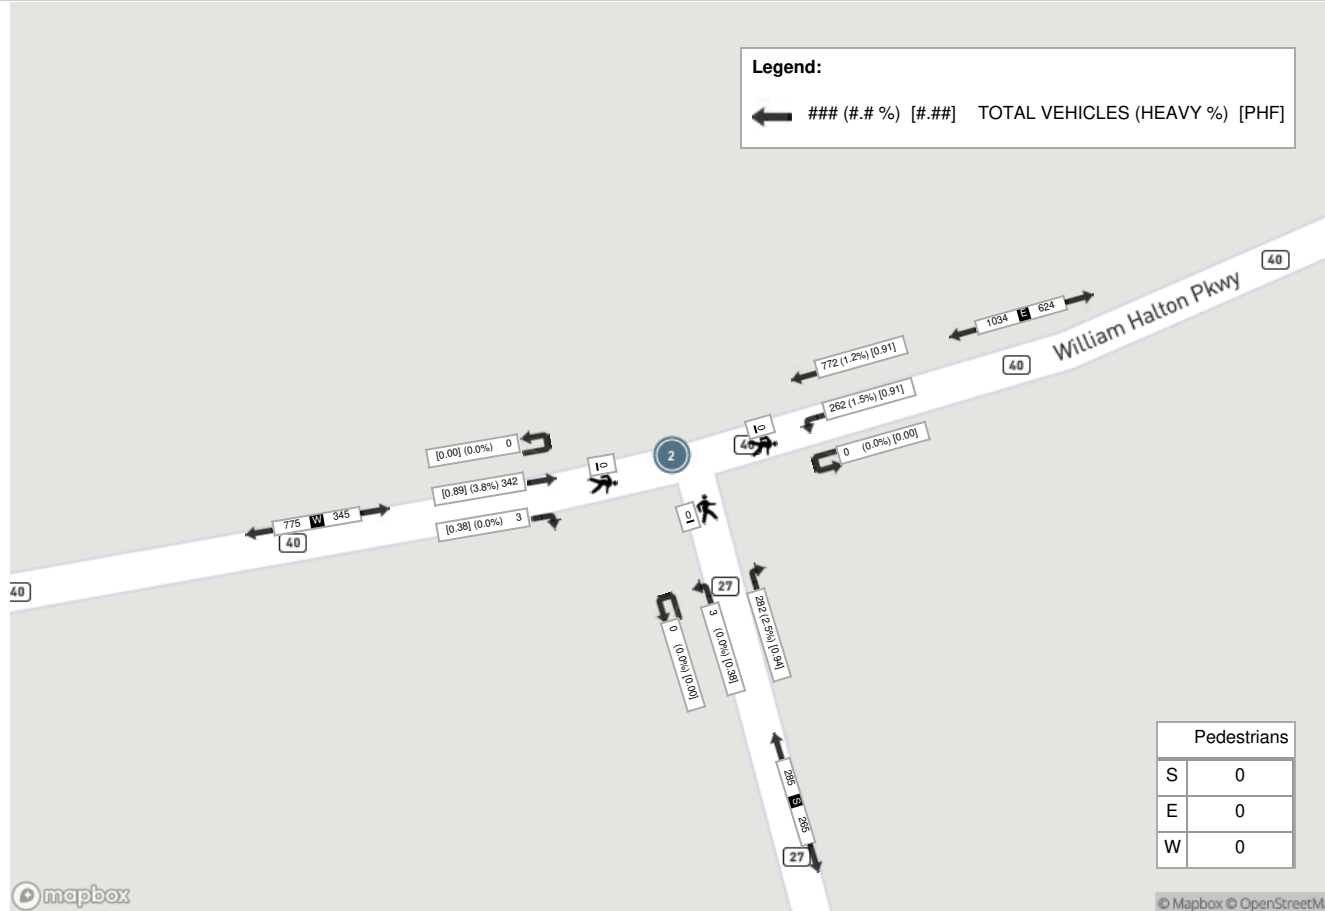 Legend:
### (#.# %) [#.##] TOTAL VEHICLES (HEAVY %) [PHF]
40
William Halton Pkwy
1034 E 624
40
772 (1.2%) [0.91]
262 (1.5%) [0.91]
0 (0.0%) [0.00]
0
40
2
[0.00] (0.0%) 0
0
[0.89] (3.8%) 342
[0.38] (0.0%) 3
775 W 345
40
40
0
27
282 (2.5%) [0.94]
3 (0.0%) [0.38]
0 (0.0%) [0.00]
285 S 265
27
Pedestrians
S 0
E 0
W 0
mapbox
© Mapbox © OpenStreetM